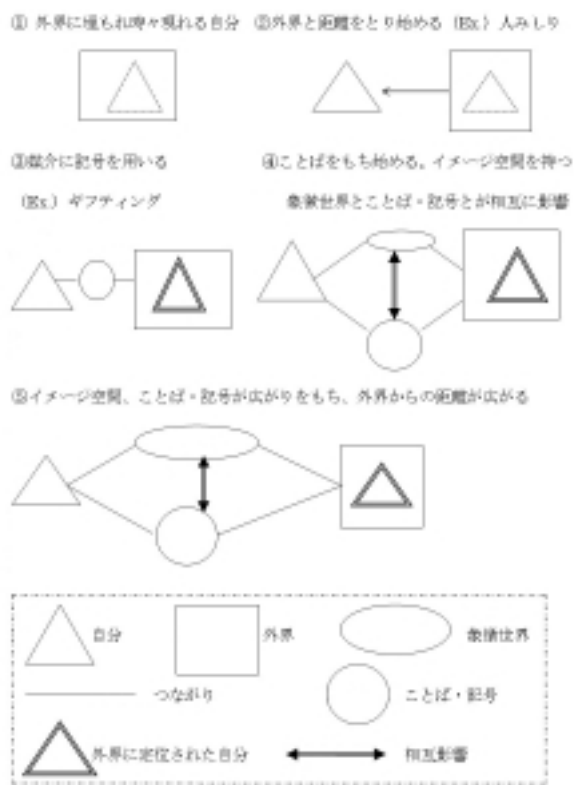 ① 外界に埋もれ時々現れる自分
②外界と距離をとり始める (Ex.) 人みしり
③媒介に記号を用いる
④ことばをもち始める。イメージ空間を持つ
(Ex.) ギフティング
象徴世界とことば・記号とが相互に影響
⑤イメージ空間、ことば・記号が広がりをもち、外界からの距離が広がる
自分
外界
象徴世界
つながり
ことば・記号
外界に定位された自分
相互影響